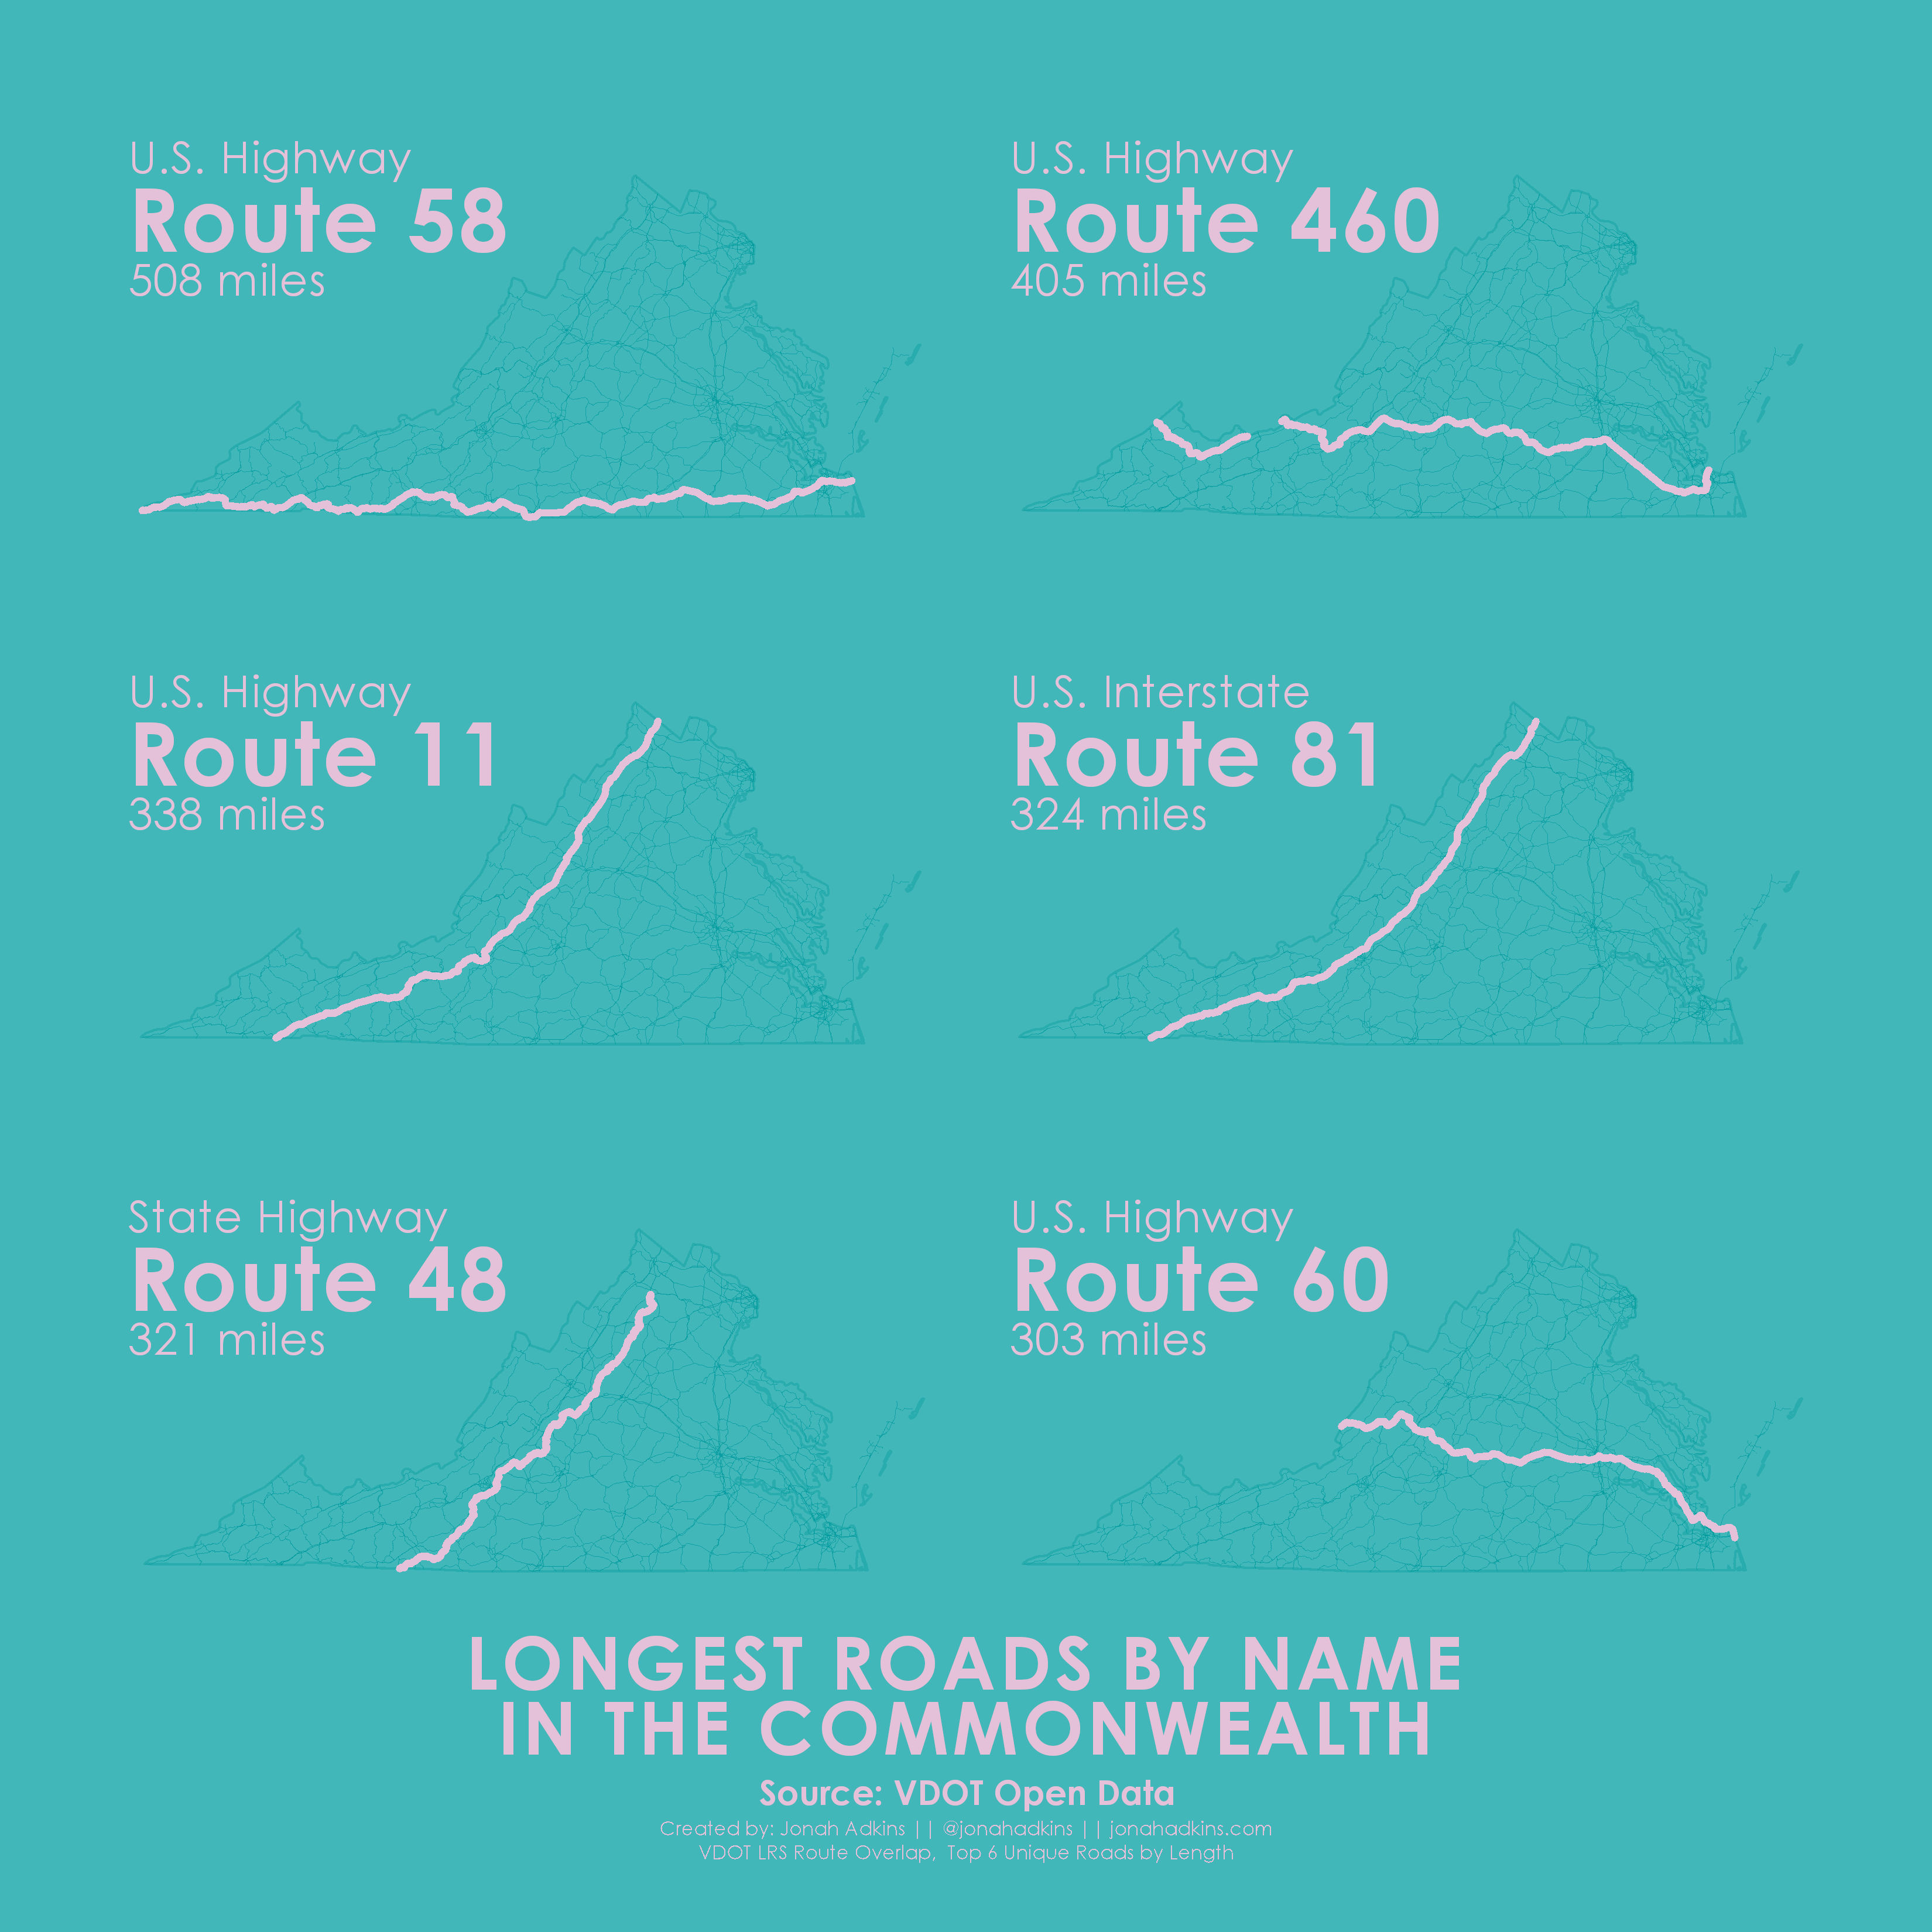 U.S. Highway
Route 58
508 miles
U.S. Highway
Route 460
405 miles
U.S. Highway
Route 11
338 miles
U.S. Interstate
Route 81
324 miles
State Highway
Route 48
321 miles
U.S. Highway
Route 60
303 miles
LONGEST ROADS BY NAME
IN THE COMMONWEALTH
Source: VDOT Open Data
Created by: Jonah Adkins || @jonahadkins || jonahadkins.com
VDOT LRS Route Overlap, Top 6 Unique Roads by Length